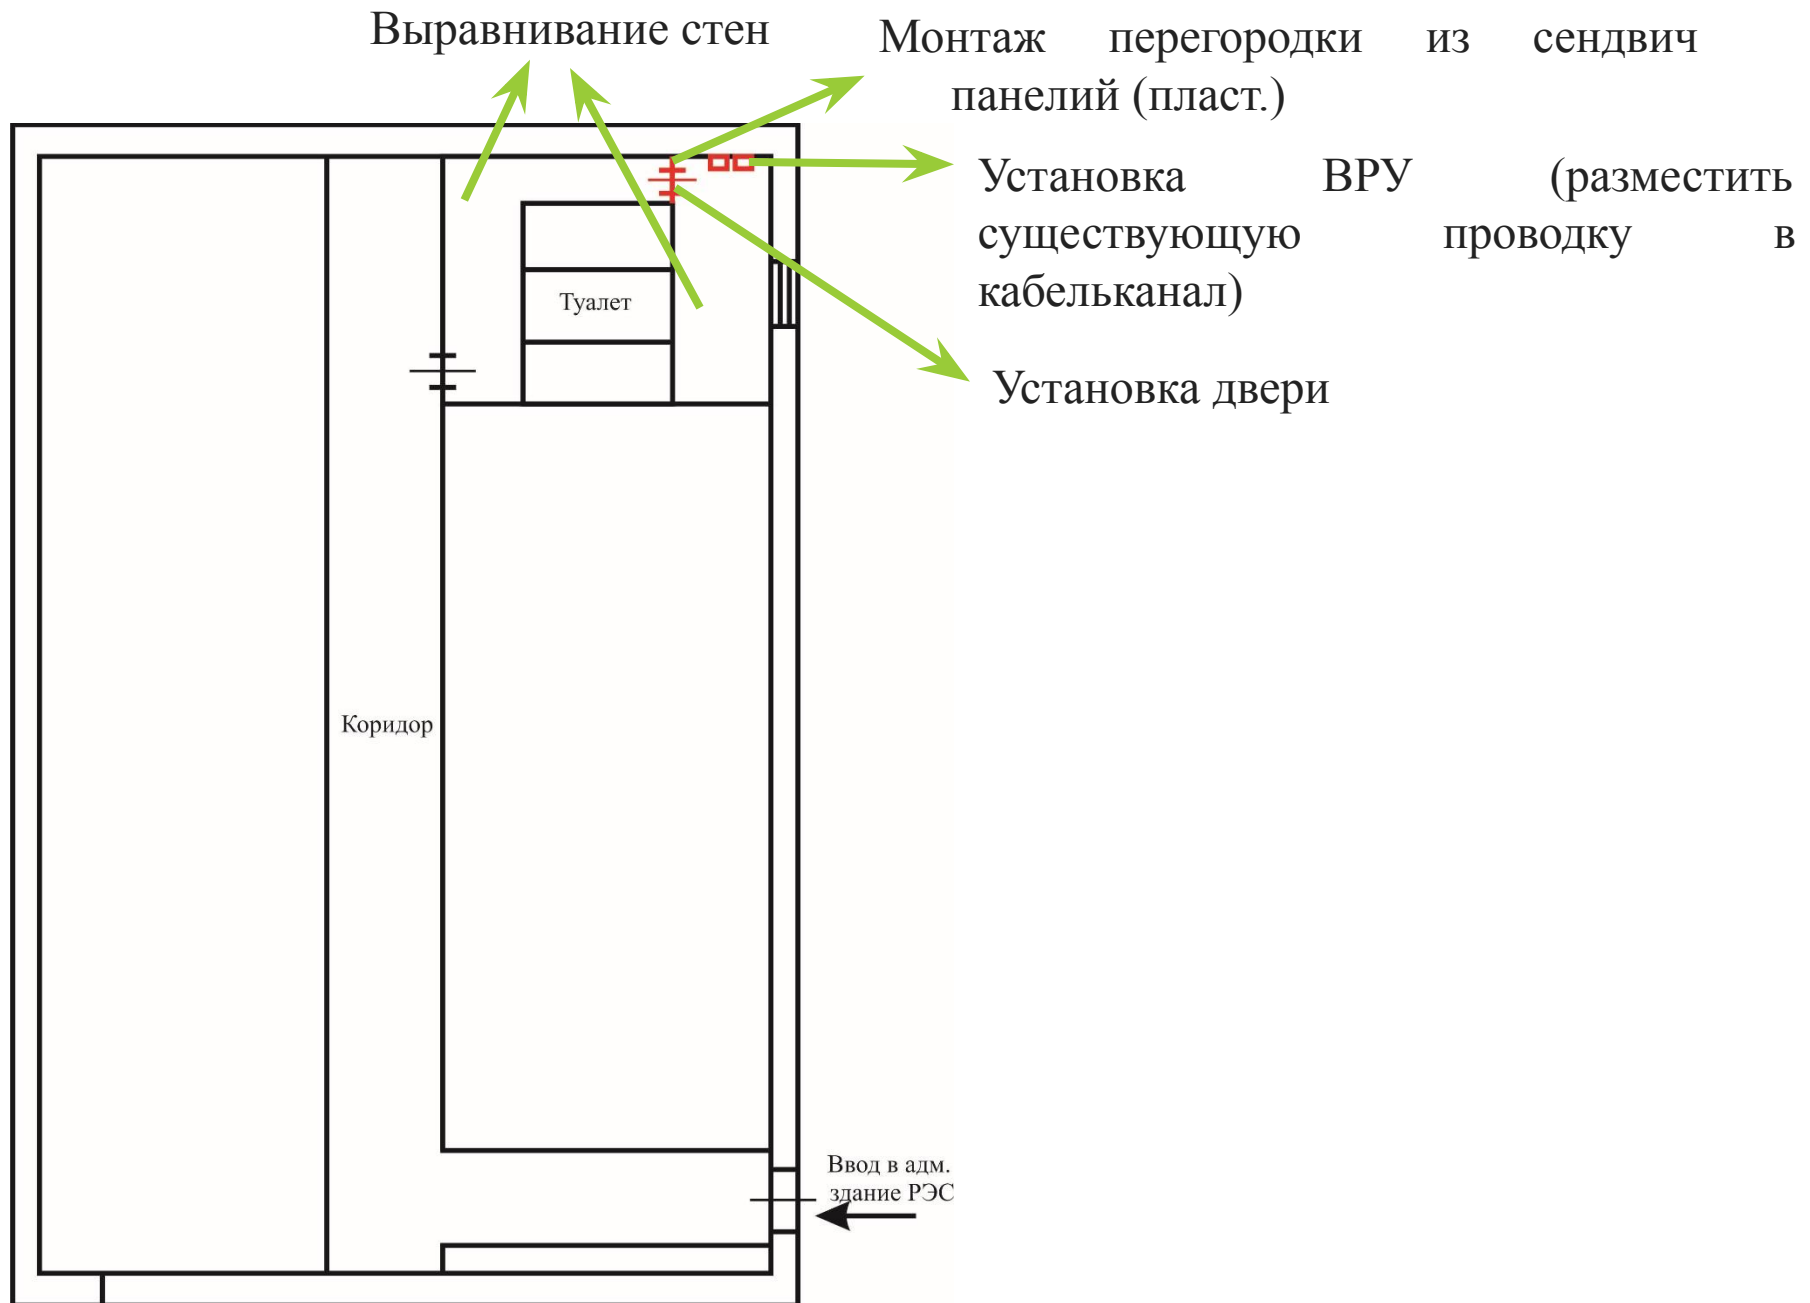 Выравнивание стен
Монтаж перегородки из сендвич
панелий (пласт.)
Установка ВРУ (разместить
существующую проводку в
кабельканал)
Установка двери
Туалет
Коридор
Ввод в адм.
здание РЭС